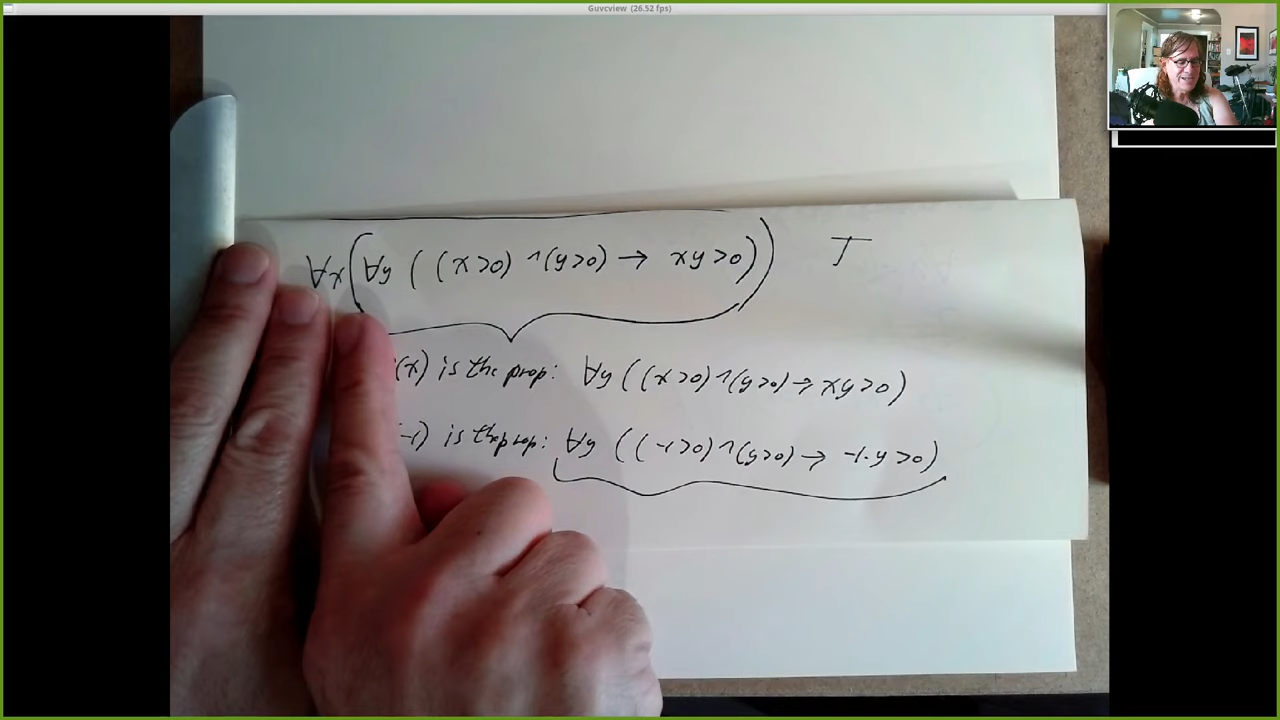 Guvcview (26.52 fps)
∀x(∀y ((x>0) ^(y>0) → xy>0)) T
(x) is the prop: ∀y ((x>0)^(y>0)→ xy>0)
-1) is the prop: ∀y ((-1>0)^(y>0)→ -1·y>0)